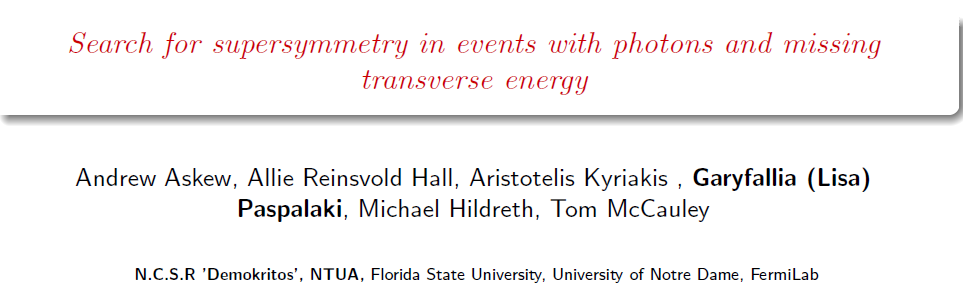 Search for supersymmetry in events with photons and missing
transverse energy
Andrew Askew, Allie Reinsvold Hall, Aristotelis Kyriakis , Garyfallia (Lisa)
Paspalaki, Michael Hildreth, Tom McCauley
N.C.S.R 'Demokritos', NTUA, Florida State University, University of Notre Dame, FermiLab